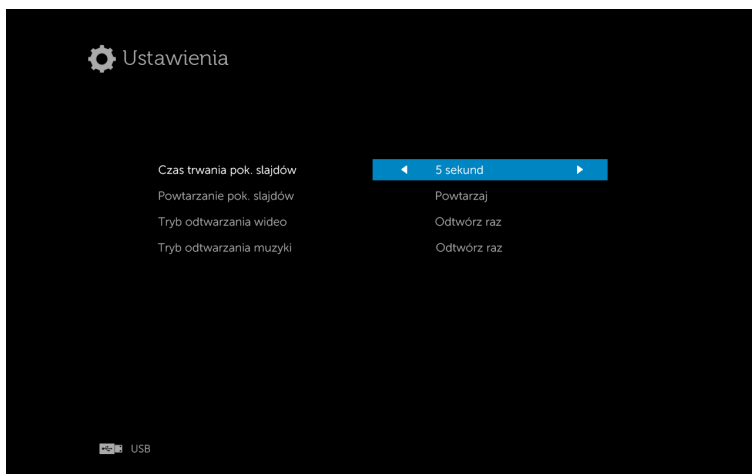 Ustawienia
Czas trwania pok. slajdów 5 sekund
Powtarzanie pok. slajdów Powtarzaj
Tryb odtwarzania wideo Odtwórz raz
Tryb odtwarzania muzyki Odtwórz raz
USB